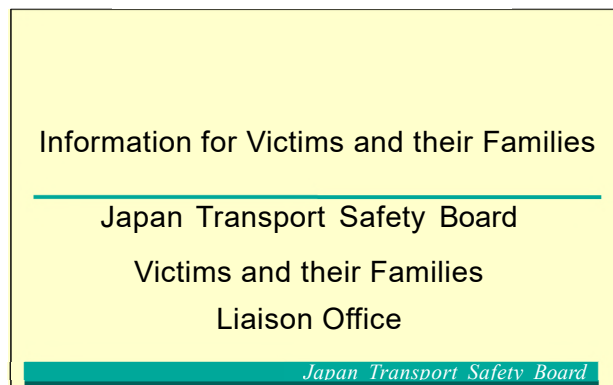 Information for Victims and their Families
Japan Transport Safety Board
Victims and their Families
Liaison Office
Japan Transport Safety Board